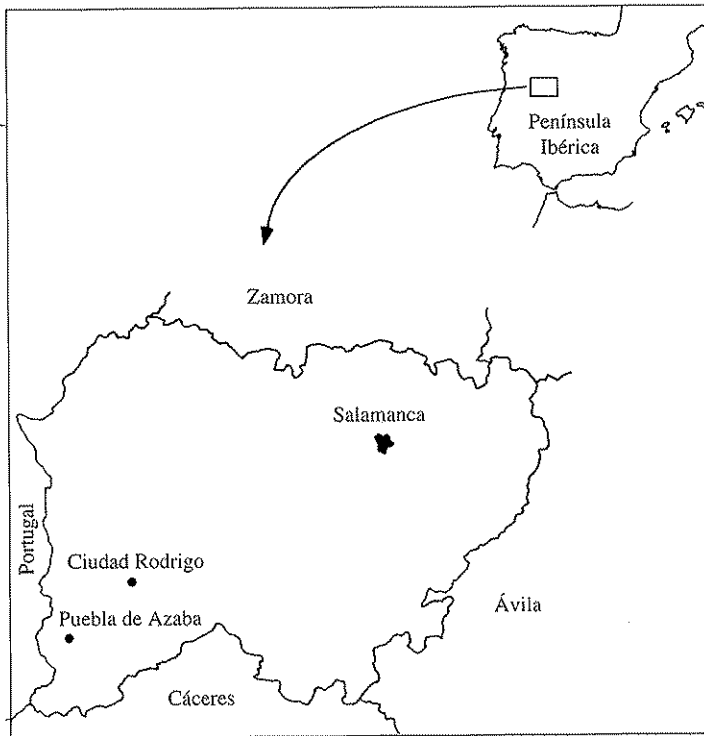 Península
Ibérica
Zamora
Salamanca
Portugal
Ciudad Rodrigo
Puebla de Azaba
Ávila
Cáceres